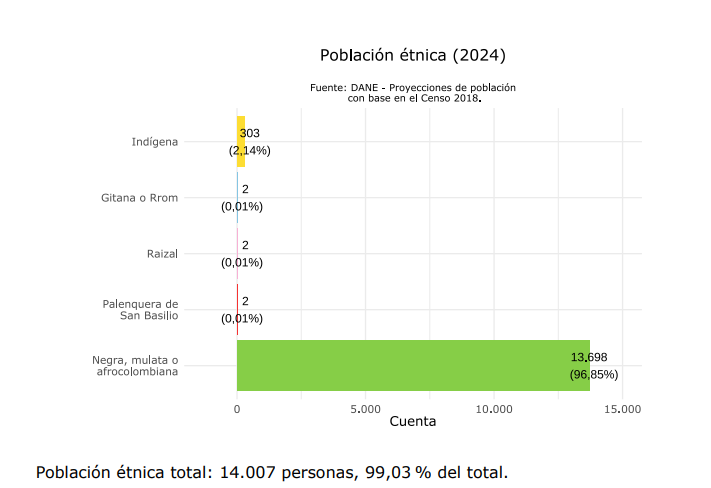 Población étnica (2024)
Fuente: DANE - Proyecciones de población
con base en el Censo 2018.
Indígena
303
(2,14%)
Gitana o Rrom
2
(0,01%)
Raizal
2
(0,01%)
Palenquera de
San Basilio
2
(0,01%)
Negra, mulata o
afrocolombiana
13.698
(96,85%)
0
5.000
10.000
15.000
Cuenta
Población étnica total: 14.007 personas, 99,03 % del total.